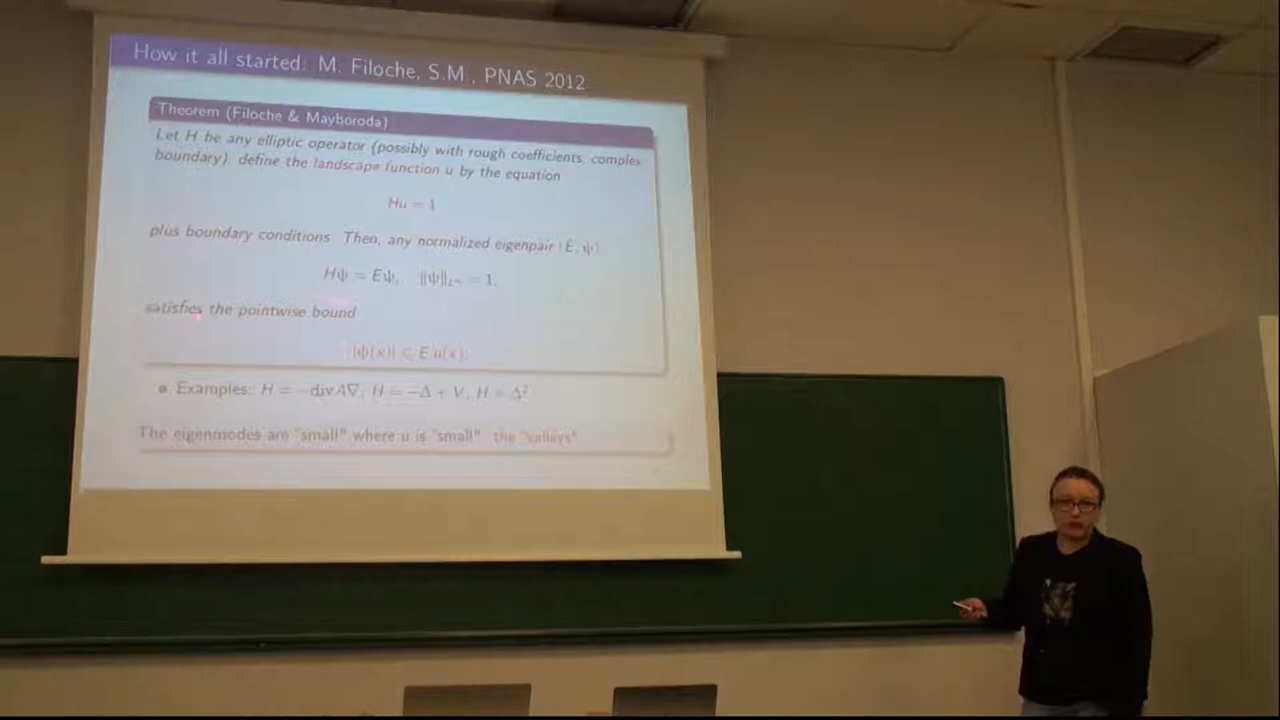 How it all started: M. Filoche, S.M., PNAS 2012
Theorem (Filoche & Mayboroda)
Let H be any elliptic operator (possibly with rough coefficients, complex
boundary), define the landscape function u by the equation
Hu = 1
plus boundary conditions. Then, any normalized eigenpair (E, ψ)
Hψ = Eψ, ‖ψ‖L∞ = 1,
satisfies the pointwise bound
|ψ(x)| ⩽ E u(x).
• Examples: H = −div A∇, H = −Δ + V, H = Δ²
The eigenmodes are "small" where u is "small" the "valleys"